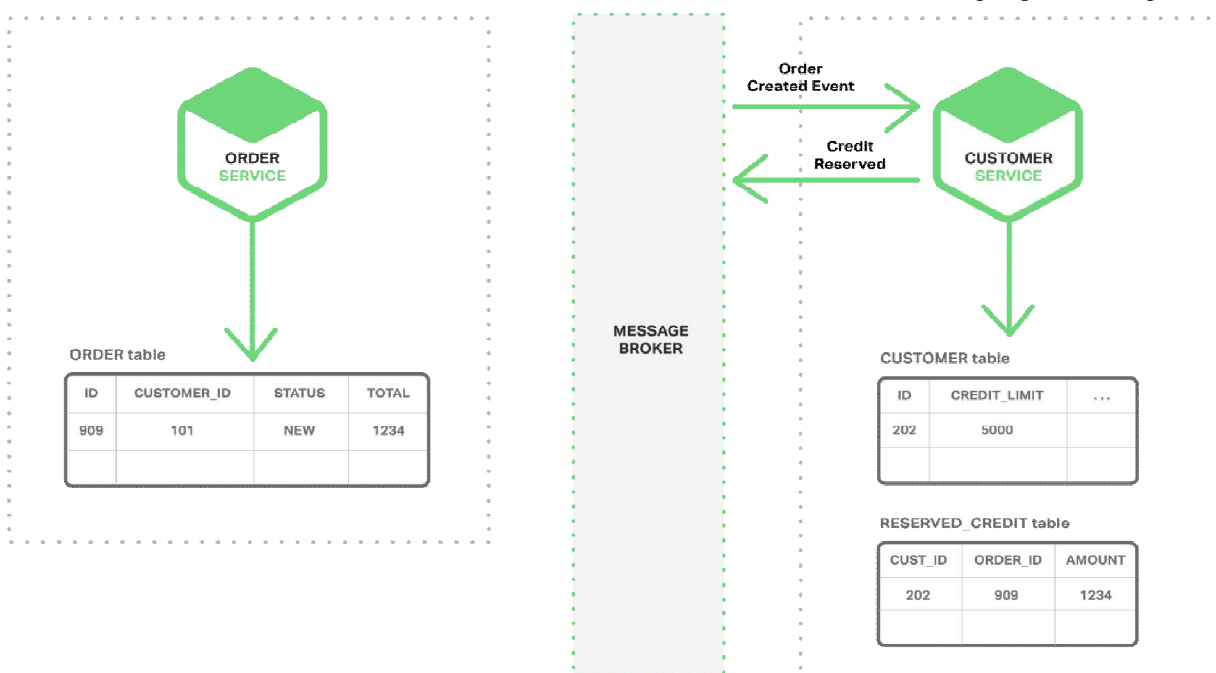 ORDER
SERVICE
ORDER table
ID CUSTOMER_ID STATUS TOTAL
909 101 NEW 1234
MESSAGE
BROKER
Order
Created Event
Credit
Reserved
CUSTOMER
SERVICE
CUSTOMER table
ID CREDIT_LIMIT ...
202 5000
RESERVED_CREDIT table
CUST_ID ORDER_ID AMOUNT
202 909 1234